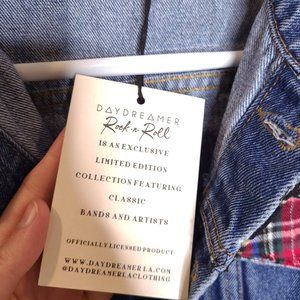 DAYDREAMER
Rock-n-Roll
IS AN EXCLUSIVE
LIMITED EDITION
COLLECTION FEATURING
CLASSIC
BANDS AND ARTISTS
OFFICIALLY LICENSED PRODUCT
WWW.DAYDREAMERLA.COM
@DAYDREAMERLACLOTHING